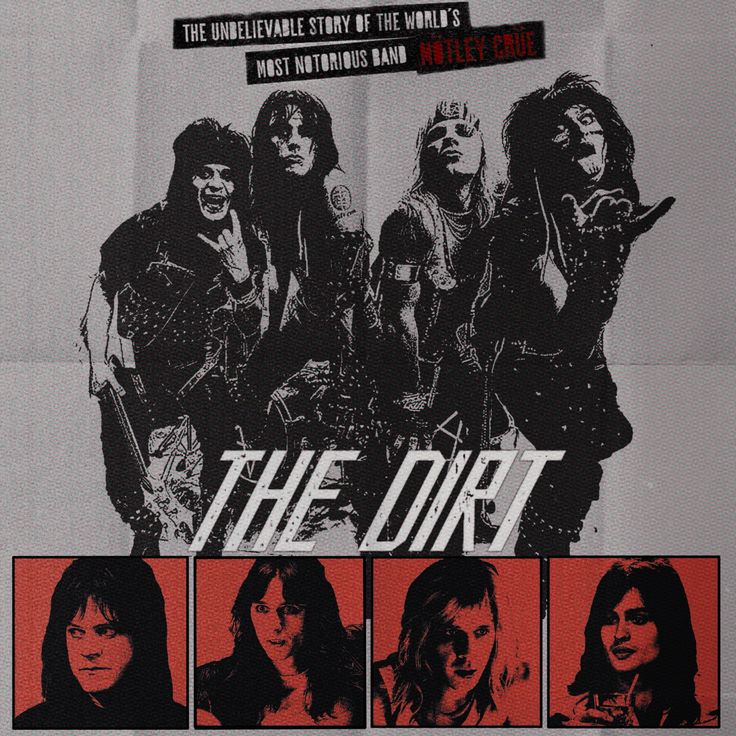 THE UNBELIEVABLE STORY OF THE WORLD'S
MOST NOTORIOUS BAND MÖTLEY CRÜE
THE DIRT